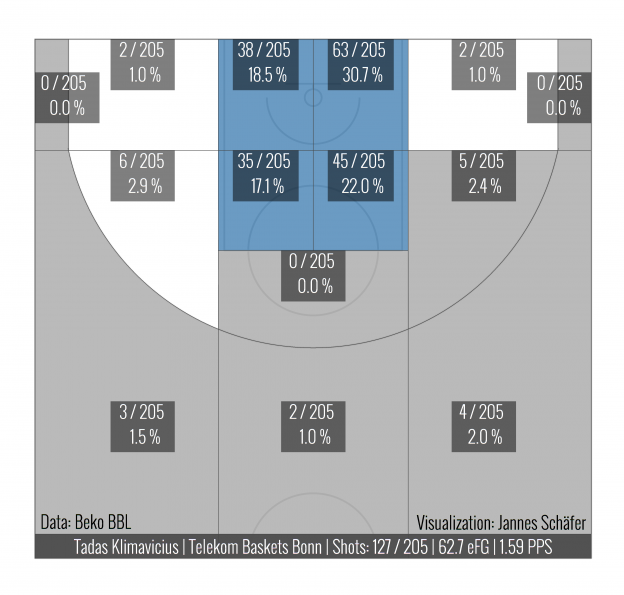 2 / 205
1.0 %
38 / 205
18.5 %
63 / 205
30.7 %
2 / 205
1.0 %
0 / 205
0.0 %
0 / 205
0.0 %
6 / 205
2.9 %
35 / 205
17.1 %
45 / 205
22.0 %
5 / 205
2.4 %
0 / 205
0.0 %
3 / 205
1.5 %
2 / 205
1.0 %
4 / 205
2.0 %
Data: Beko BBL
Visualization: Jannes Schäfer
Tadas Klimavicius | Telekom Baskets Bonn | Shots: 127 / 205 | 62.7 eFG | 1.59 PPS